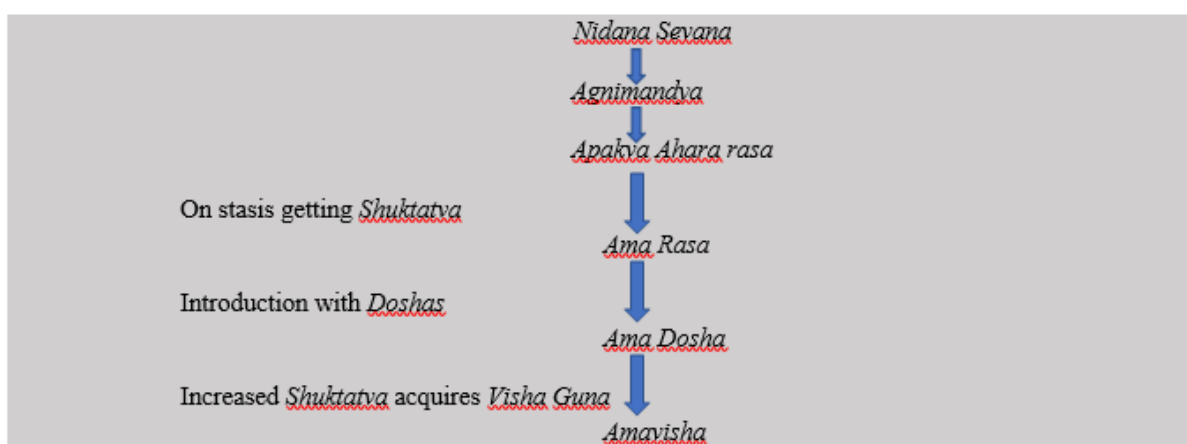 Nidana Sevana
Agnimandya
Apakva Ahara rasa
On stasis getting Shuktatva
Ama Rasa
Introduction with Doshas
Ama Dosha
Increased Shuktatva acquires Visha Guna
Amavisha